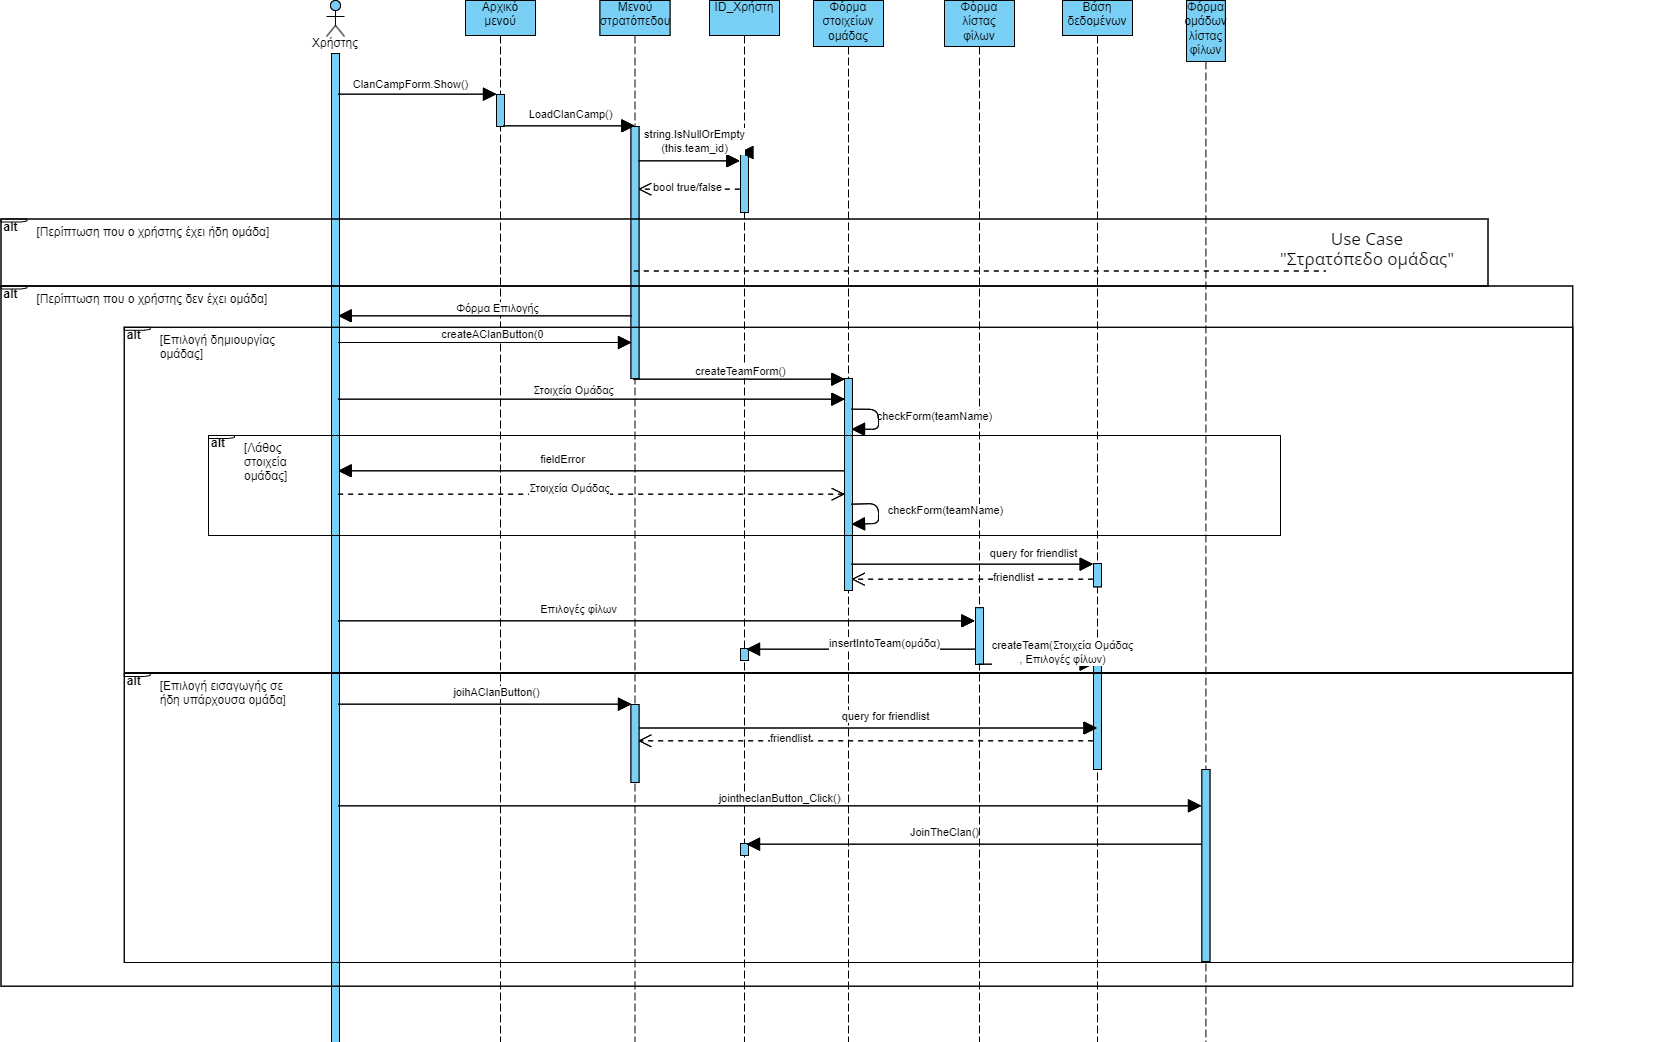 Χρήστης
Αρχικό
μενού
Μενού
στρατόπεδου
ID_Χρήστη
Φόρμα
στοιχείων
ομάδας
Φόρμα
λίστας
φίλων
Βάση
δεδομένων
Φόρμα
ομάδων
λίστας
φίλων
ClanCampForm.Show()
LoadClanCamp()
string.IsNullOrEmpty
(this.team_id)
bool true/false
alt
[Περίπτωση που ο χρήστης έχει ήδη ομάδα]
Use Case
"Στρατόπεδο ομάδας"
alt
[Περίπτωση που ο χρήστης δεν έχει ομάδα]
Φόρμα Επιλογής
alt
[Επιλογή δημιουργίας
ομάδας]
createAClanButton(0
createTeamForm()
Στοιχεία Ομάδας
checkForm(teamName)
alt
[Λάθος
στοιχεία
ομάδας]
fieldError
Στοιχεία Ομάδας
checkForm(teamName)
query for friendlist
friendlist
Επιλογές φίλων
insertIntoTeam(ομάδα)
createTeam(Στοιχεία Ομάδας
, Επιλογές φίλων)
alt
[Επιλογή εισαγωγής σε
ήδη υπάρχουσα ομάδα]
joihAClanButton()
query for friendlist
friendlist
jointheclanButton_Click()
JoinTheClan()